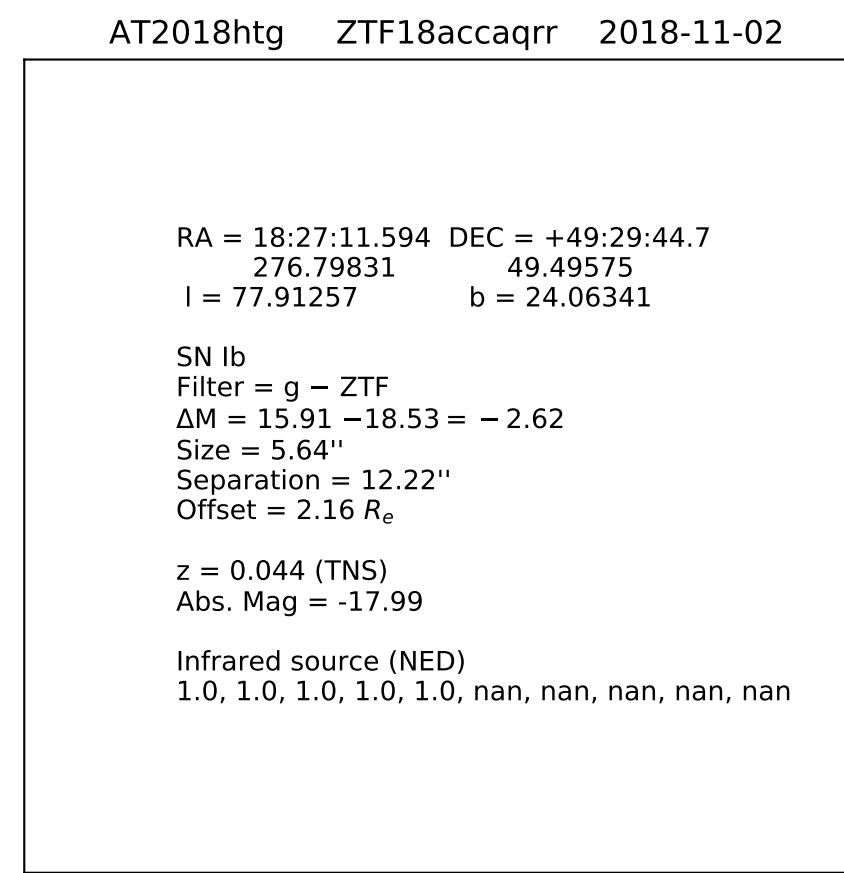 AT2018htg ZTF18accaqrr 2018-11-02
RA = 18:27:11.594 DEC = +49:29:44.7
276.79831 49.49575
l = 77.91257 b = 24.06341
SN Ib
Filter = g − ZTF
ΔM = 15.91 −18.53 = − 2.62
Size = 5.64''
Separation = 12.22''
Offset = 2.16 Re
z = 0.044 (TNS)
Abs. Mag = -17.99
Infrared source (NED)
1.0, 1.0, 1.0, 1.0, 1.0, nan, nan, nan, nan, nan